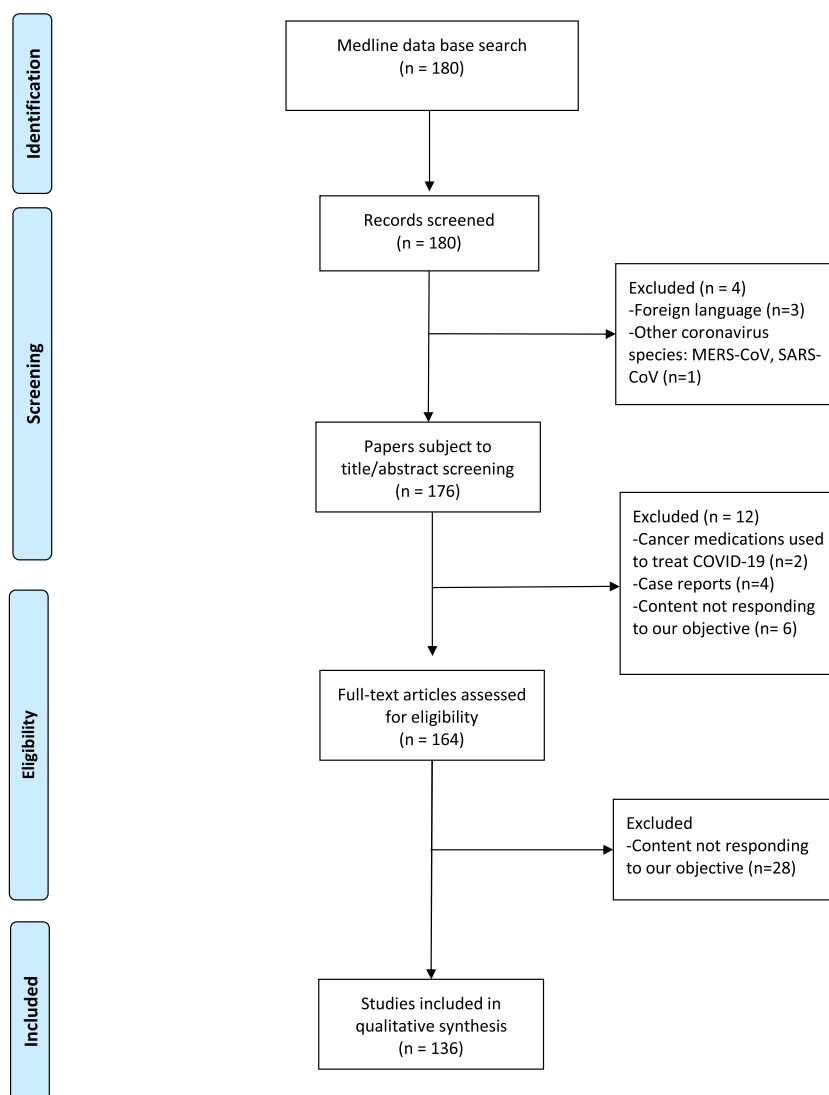 Identification
Medline data base search
(n = 180)
Screening
Records screened
(n = 180)
Excluded (n = 4)
-Foreign language (n=3)
-Other coronavirus
species: MERS-CoV, SARS-
CoV (n=1)
Papers subject to
title/abstract screening
(n = 176)
Excluded (n = 12)
-Cancer medications used
to treat COVID-19 (n=2)
-Case reports (n=4)
-Content not responding
to our objective (n= 6)
Eligibility
Full-text articles assessed
for eligibility
(n = 164)
Excluded
-Content not responding
to our objective (n=28)
Included
Studies included in
qualitative synthesis
(n = 136)